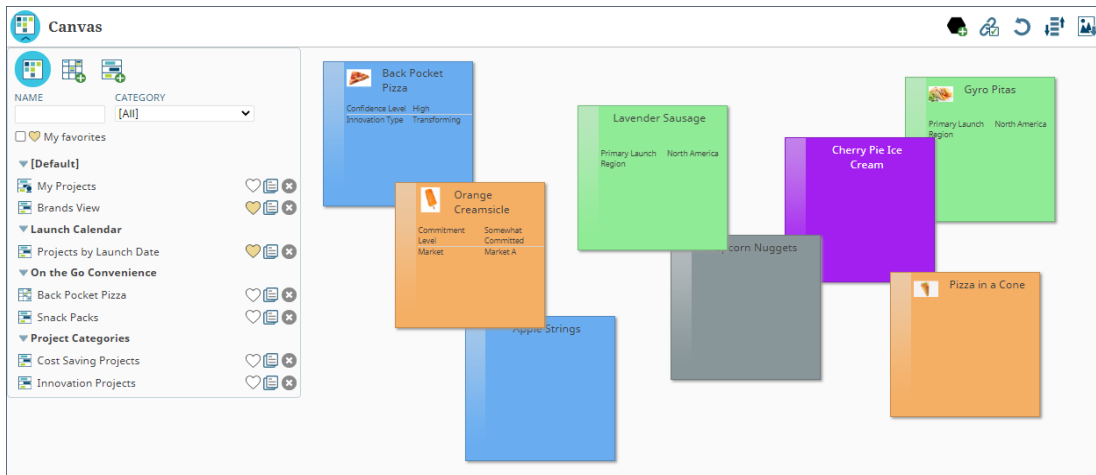 Canvas
NAME
CATEGORY
[All]
My favorites
[Default]
My Projects
Brands View
Launch Calendar
Projects by Launch Date
On the Go Convenience
Back Pocket Pizza
Snack Packs
Project Categories
Cost Saving Projects
Innovation Projects
Back Pocket
Pizza
Confidence Level High
Innovation Type Transforming
Orange
Creamsicle
Commitment Somewhat
Level Committed
Market Market A
Apple Strings
Lavender Sausage
Primary Launch North America
Region
corn Nuggets
Cherry Pie Ice
Cream
Gyro Pitas
Primary Launch North America
Region
Pizza in a Cone